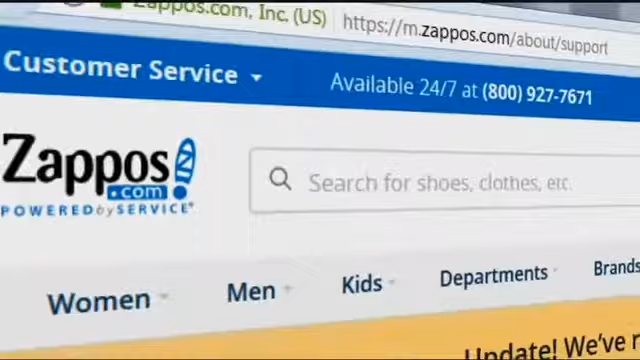 Zappos.com, Inc. (US) https://m.zappos.com/about/support
Customer Service
Available 24/7 at (800) 927-7671
Zappos
.com
POWERED by SERVICE
Search for shoes, clothes, etc.
Women Men Kids Departments Brands
Update! We've